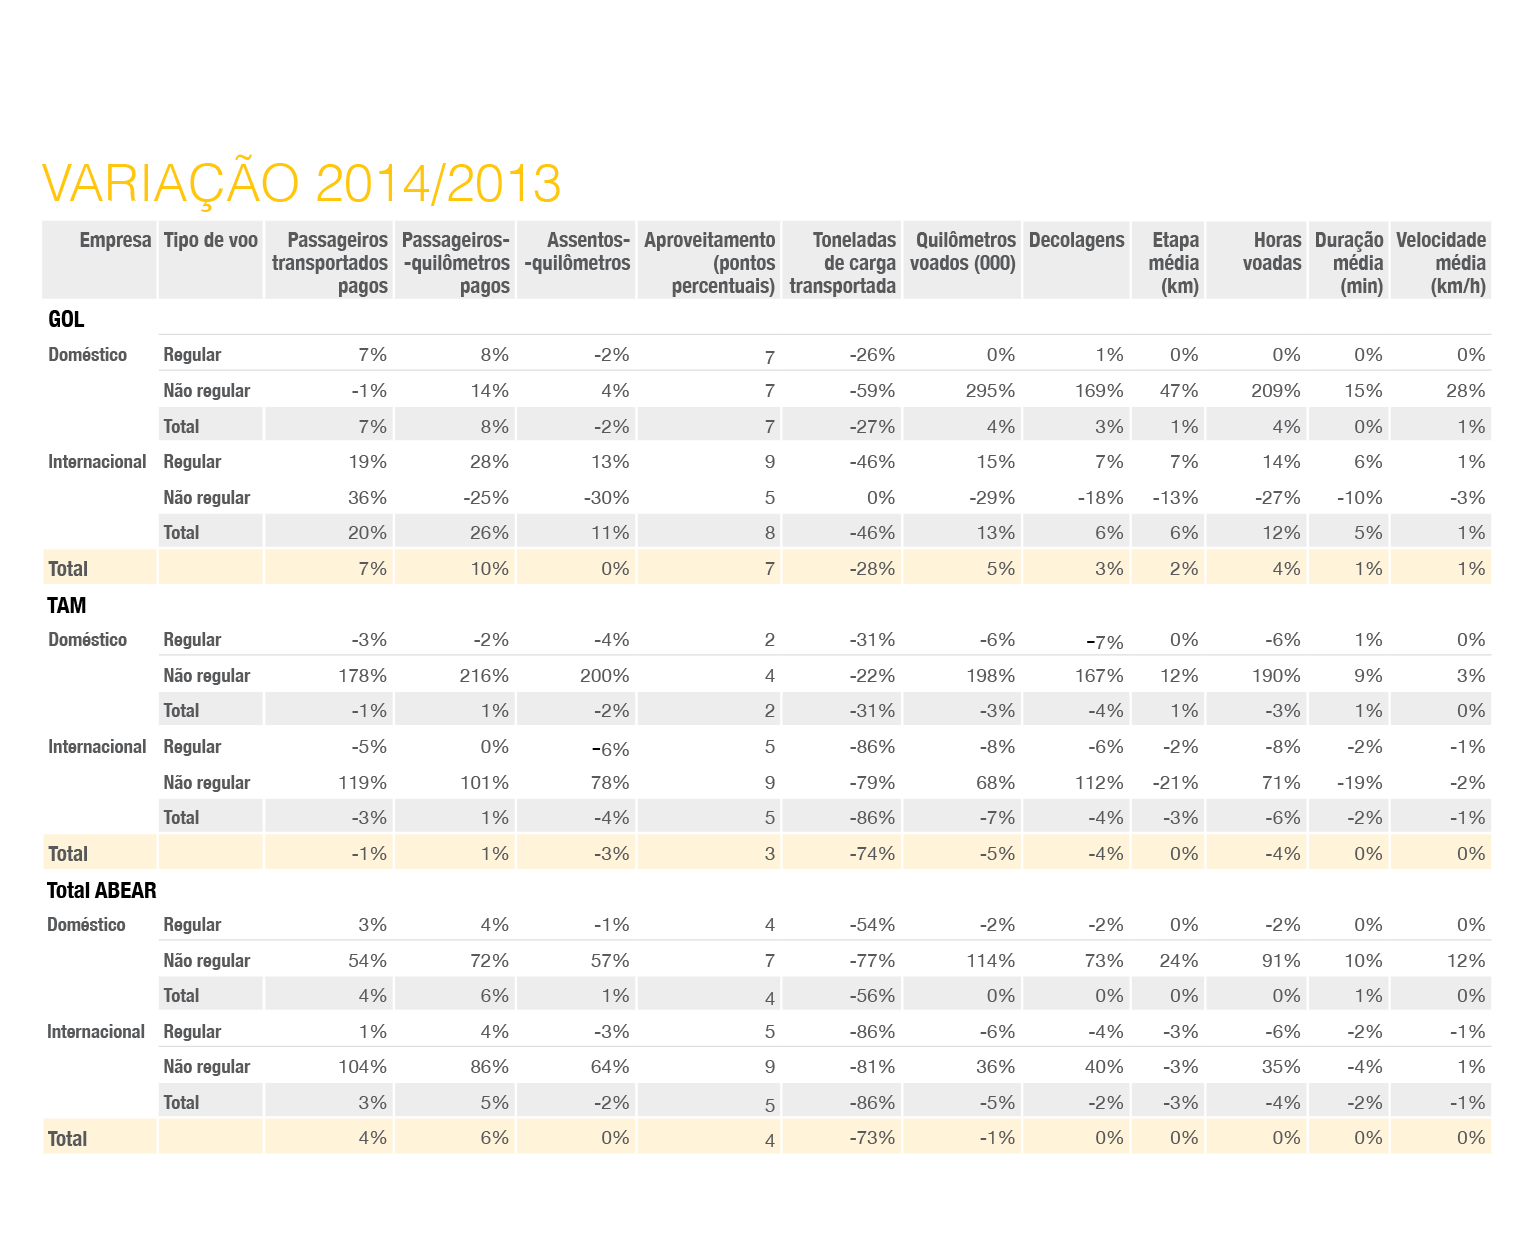 VARIAÇÃO 2014/2013
Empresa Tipo de voo Passageiros Passageiros- Assentos- Aproveitamento Toneladas Quilômetros Decolagens Etapa Horas Duração Velocidade
transportados -quilômetros -quilômetros (pontos de carga voados (000) média voadas média média
pagos pagos percentuais) transportada (km) (min) (km/h)
GOL
Doméstico Regular 7% 8% -2% 7 -26% 0% 1% 0% 0% 0% 0%
Não regular -1% 14% 4% 7 -59% 295% 169% 47% 209% 15% 28%
Total 7% 8% -2% 7 -27% 4% 3% 1% 4% 0% 1%
Internacional Regular 19% 28% 13% 9 -46% 15% 7% 7% 14% 6% 1%
Não regular 36% -25% -30% 5 0% -29% -18% -13% -27% -10% -3%
Total 20% 26% 11% 8 -46% 13% 6% 6% 12% 5% 1%
Total 7% 10% 0% 7 -28% 5% 3% 2% 4% 1% 1%
TAM
Doméstico Regular -3% -2% -4% 2 -31% -6% –7% 0% -6% 1% 0%
Não regular 178% 216% 200% 4 -22% 198% 167% 12% 190% 9% 3%
Total -1% 1% -2% 2 -31% -3% -4% 1% -3% 1% 0%
Internacional Regular -5% 0% –6% 5 -86% -8% -6% -2% -8% -2% -1%
Não regular 119% 101% 78% 9 -79% 68% 112% -21% 71% -19% -2%
Total -3% 1% -4% 5 -86% -7% -4% -3% -6% -2% -1%
Total -1% 1% -3% 3 -74% -5% -4% 0% -4% 0% 0%
Total ABEAR
Doméstico Regular 3% 4% -1% 4 -54% -2% -2% 0% -2% 0% 0%
Não regular 54% 72% 57% 7 -77% 114% 73% 24% 91% 10% 12%
Total 4% 6% 1% 4 -56% 0% 0% 0% 0% 1% 0%
Internacional Regular 1% 4% -3% 5 -86% -6% -4% -3% -6% -2% -1%
Não regular 104% 86% 64% 9 -81% 36% 40% -3% 35% -4% 1%
Total 3% 5% -2% 5 -86% -5% -2% -3% -4% -2% -1%
Total 4% 6% 0% 4 -73% -1% 0% 0% 0% 0% 0%